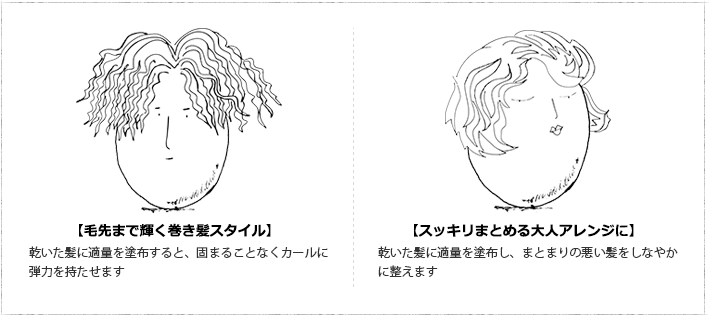 【毛先まで輝く巻き髪スタイル】
乾いた髪に適量を塗布すると、固まることなくカールに
弾力を持たせます
【スッキリまとめる大人アレンジに】
乾いた髪に適量を塗布し、まとまりの悪い髪をしなやか
に整えます